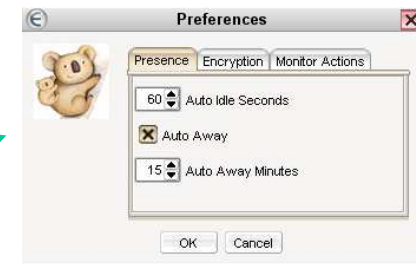 Preferences
Presence Encryption Monitor Actions
60 Auto Idle Seconds
Auto Away
15 Auto Away Minutes
OK Cancel